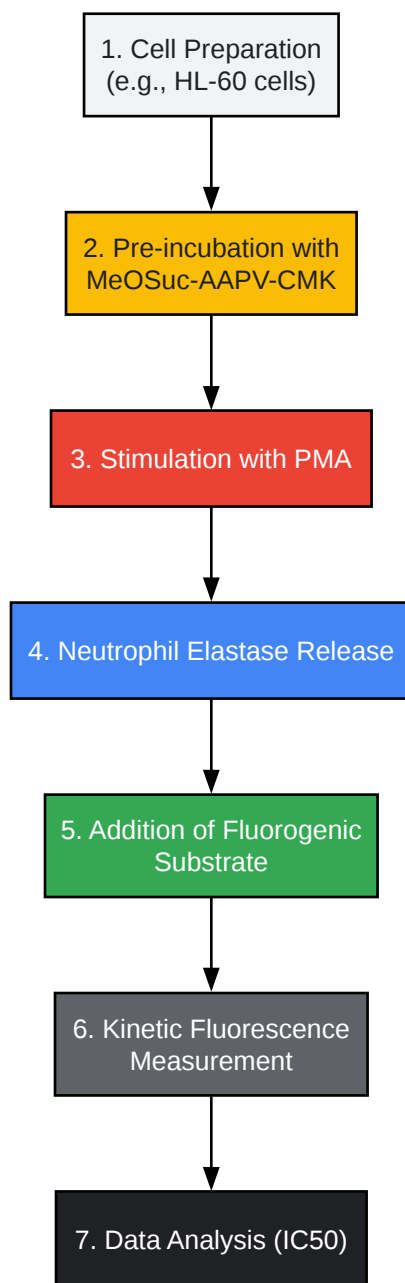 1. Cell Preparation
(e.g., HL-60 cells)
2. Pre-incubation with
MeOSuc-AAPV-CMK
3. Stimulation with PMA
4. Neutrophil Elastase Release
5. Addition of Fluorogenic
Substrate
6. Kinetic Fluorescence
Measurement
7. Data Analysis (IC50)